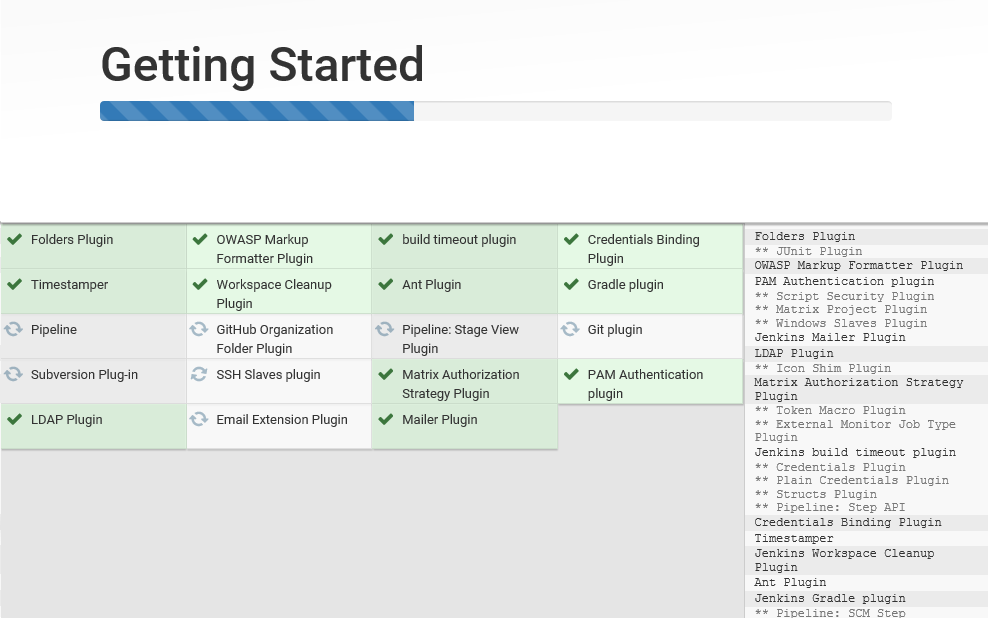 Getting Started
Folders Plugin
OWASP Markup
Formatter Plugin
build timeout plugin
Credentials Binding
Plugin
Timestamper
Workspace Cleanup
Plugin
Ant Plugin
Gradle plugin
Pipeline
GitHub Organization
Folder Plugin
Pipeline: Stage View
Plugin
Git plugin
Subversion Plug-in
SSH Slaves plugin
Matrix Authorization
Strategy Plugin
PAM Authentication
plugin
LDAP Plugin
Email Extension Plugin
Mailer Plugin
Folders Plugin
** JUnit Plugin
OWASP Markup Formatter Plugin
PAM Authentication plugin
** Script Security Plugin
** Matrix Project Plugin
** Windows Slaves Plugin
Jenkins Mailer Plugin
LDAP Plugin
** Icon Shim Plugin
Matrix Authorization Strategy
Plugin
** Token Macro Plugin
** External Monitor Job Type
Plugin
Jenkins build timeout plugin
** Credentials Plugin
** Plain Credentials Plugin
** Structs Plugin
** Pipeline: Step API
Credentials Binding Plugin
Timestamper
Jenkins Workspace Cleanup
Plugin
Ant Plugin
Jenkins Gradle plugin
** Pipeline: SCM Step